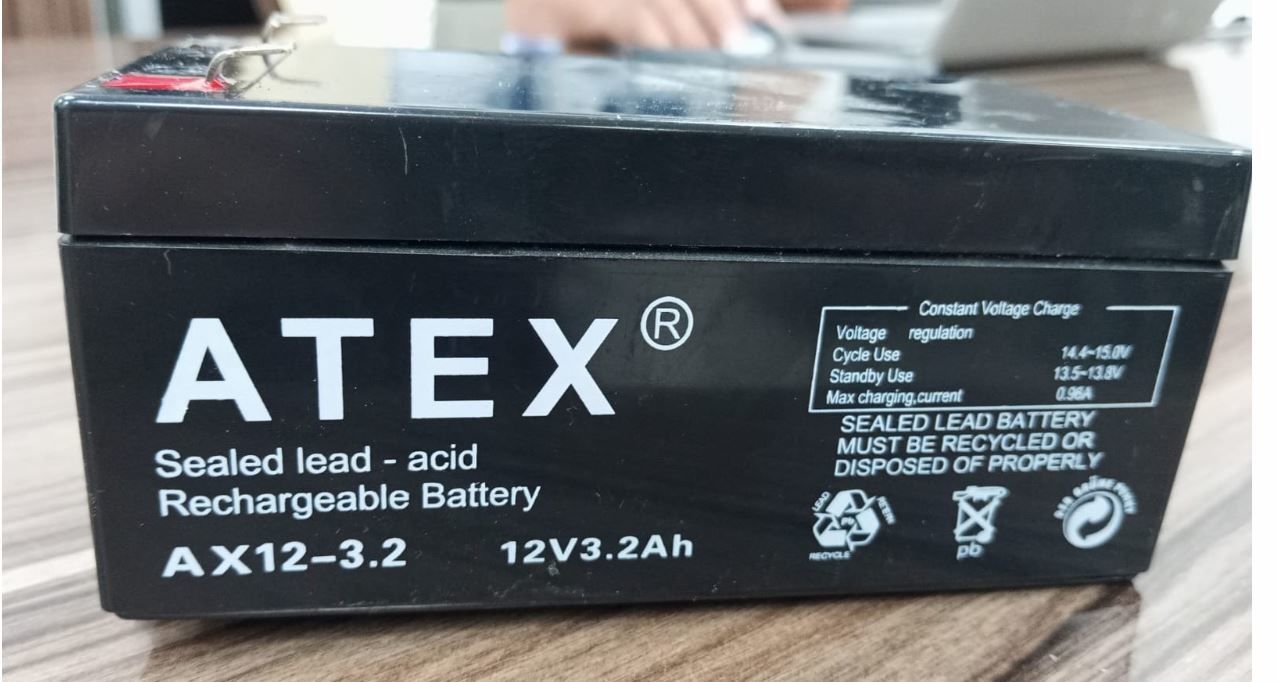 ATEX®
Sealed lead - acid
Rechargeable Battery
AX12-3.2 12V3.2Ah
Constant Voltage Charge
Voltage regulation
Cycle Use 14.4~15.0V
Standby Use 13.5~13.8V
Max charging,current 0.96A
SEALED LEAD BATTERY
MUST BE RECYCLED OR
DISPOSED OF PROPERLY
LEAD
Pb
RECYCLE
pb